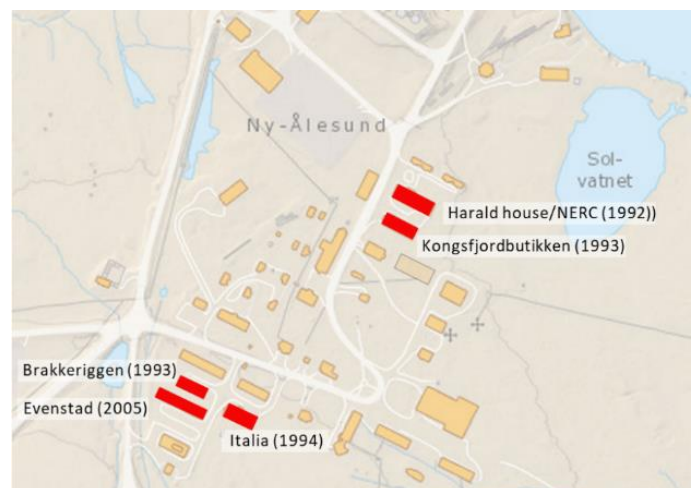 Ny-Ålesund
Sol-
vatnet
Harald house/NERC (1992))
Kongsfjordbutikken (1993)
Brakkeriggen (1993)
Evenstad (2005)
Italia (1994)